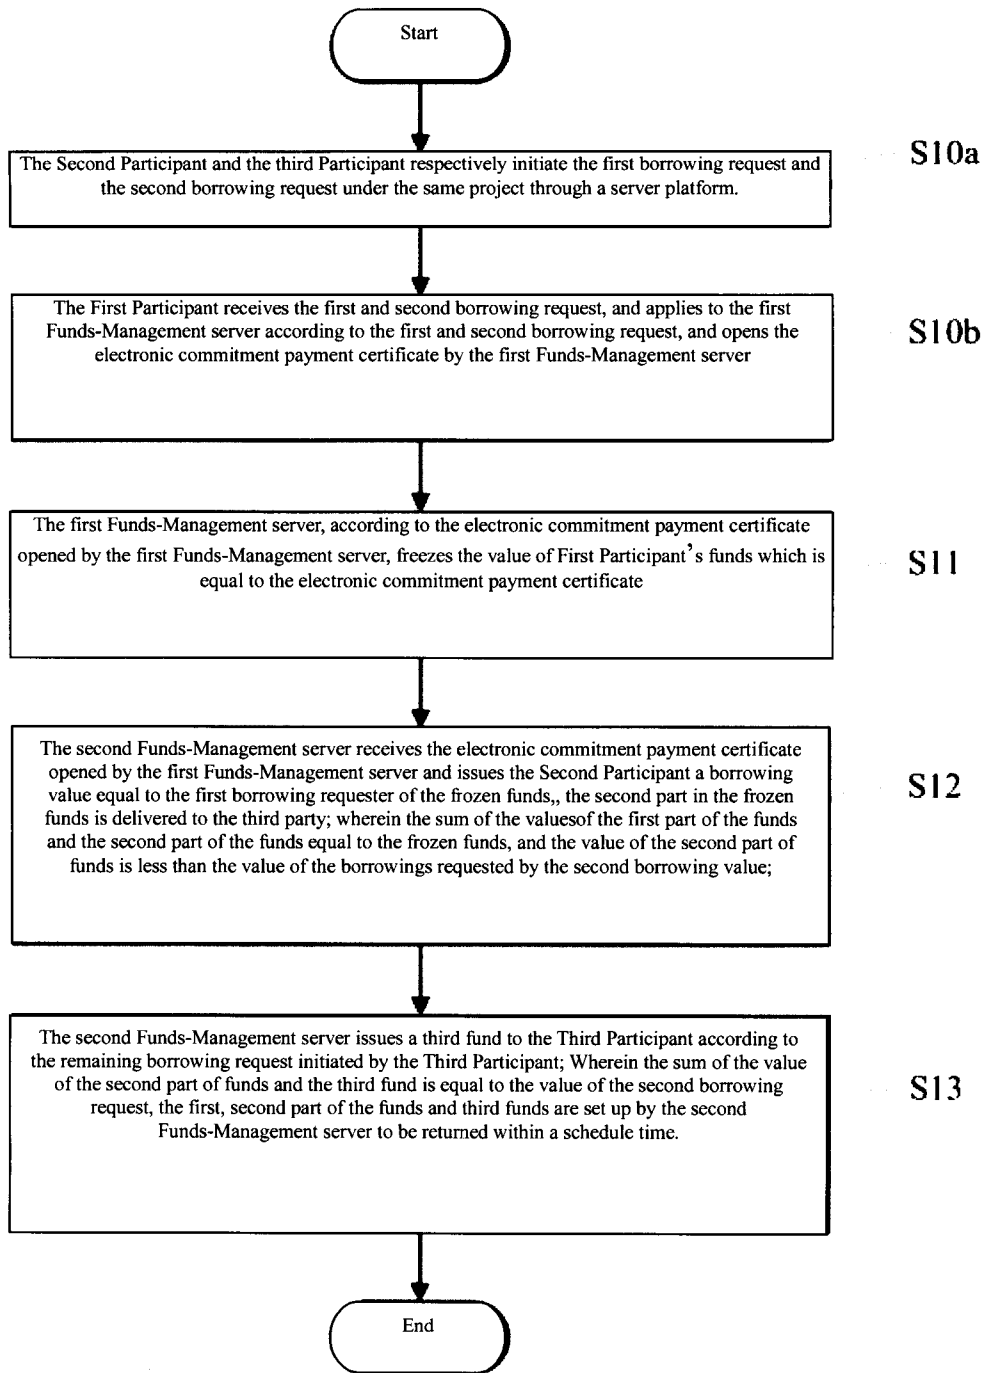 Start
The Second Participant and the third Participant respectively initiate the first borrowing request and
the second borrowing request under the same project through a server platform.
S10a
The First Participant receives the first and second borrowing request, and applies to the first
Funds-Management server according to the first and second borrowing request, and opens the
electronic commitment payment certificate by the first Funds-Management server
S10b
The first Funds-Management server, according to the electronic commitment payment certificate
opened by the first Funds-Management server, freezes the value of First Participant's funds which is
equal to the electronic commitment payment certificate
S11
The second Funds-Management server receives the electronic commitment payment certificate
opened by the first Funds-Management server and issues the Second Participant a borrowing
value equal to the first borrowing requester of the frozen funds,, the second part in the frozen
funds is delivered to the third party; wherein the sum of the valuesof the first part of the funds
and the second part of the funds equal to the frozen funds, and the value of the second part of
funds is less than the value of the borrowings requested by the second borrowing value;
S12
The second Funds-Management server issues a third fund to the Third Participant according to
the remaining borrowing request initiated by the Third Participant; Wherein the sum of the value
of the second part of funds and the third fund is equal to the value of the second borrowing
request, the first, second part of the funds and third funds are set up by the second
Funds-Management server to be returned within a schedule time.
S13
End